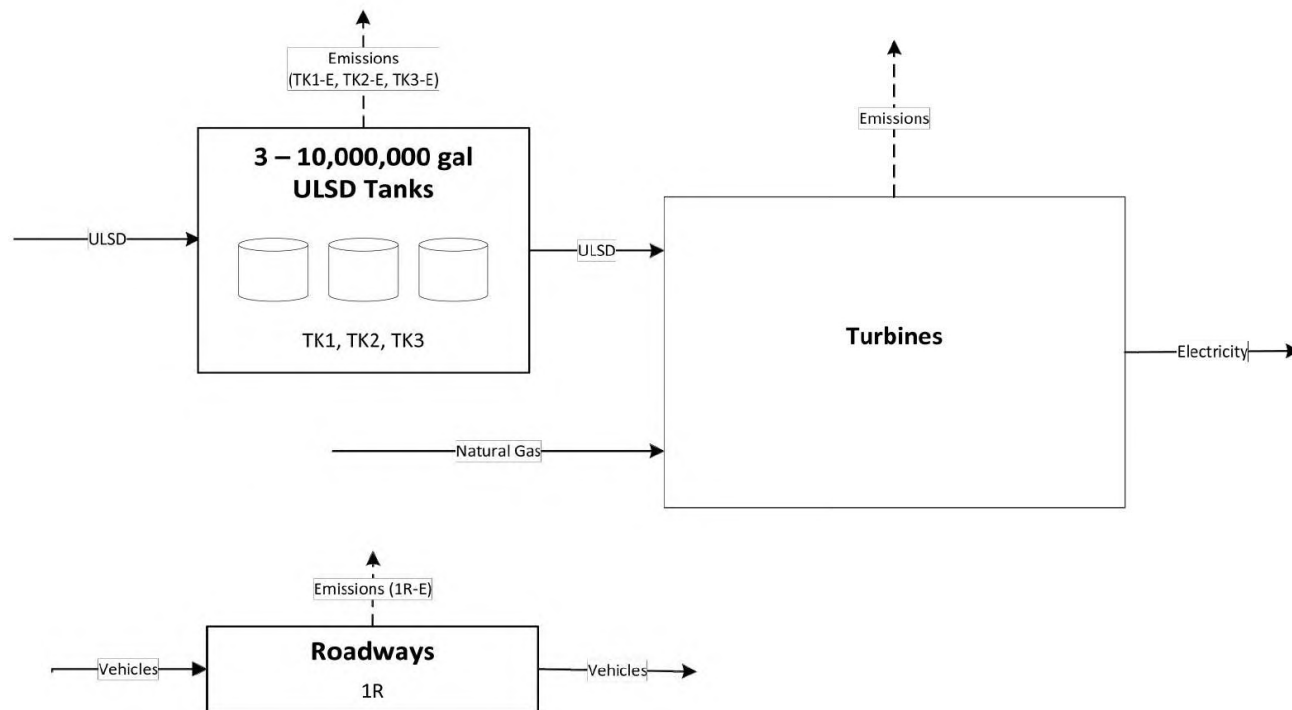 Emissions
(TK1-E, TK2-E, TK3-E)
3 – 10,000,000 gal
ULSD Tanks
ULSD
TK1, TK2, TK3
ULSD
Emissions
Turbines
Electricity
Natural Gas
Emissions (1R-E)
Vehicles
Roadways
1R
Vehicles